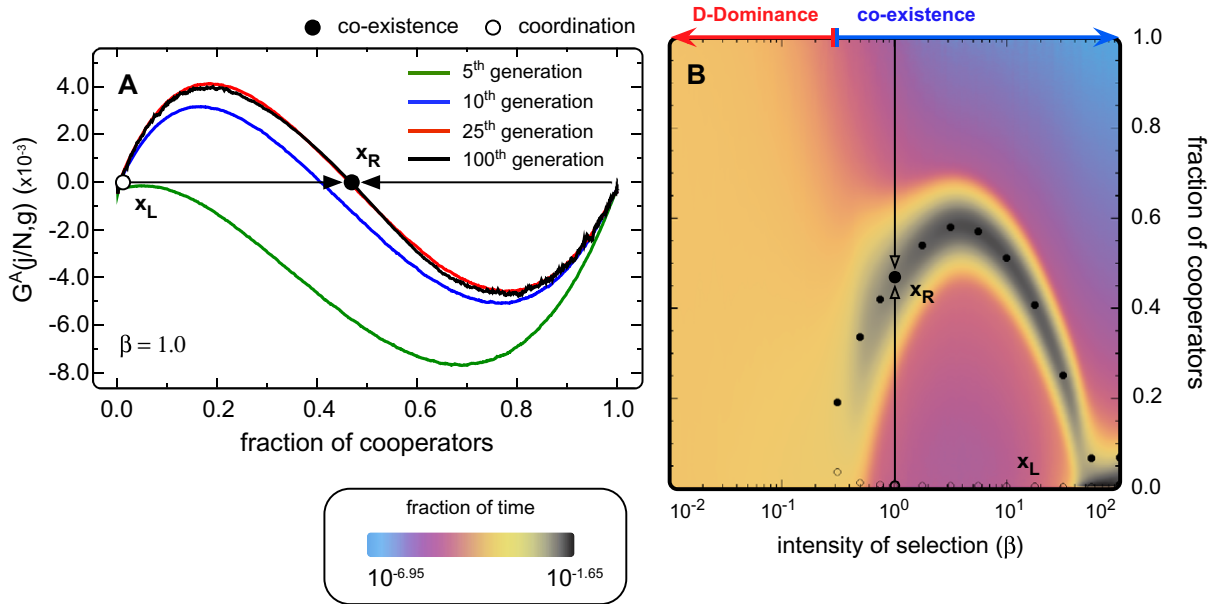 ● co-existence ○ coordination
A
5th generation
10th generation
25th generation
100th generation
4.0
2.0
0.0
-2.0
-4.0
-6.0
-8.0
G^A(j/N,g) (x10^-3)
x_R
x_L
β = 1.0
0.0 0.2 0.4 0.6 0.8 1.0
fraction of cooperators
D-Dominance co-existence
B
1.0
0.8
0.6
0.4
0.2
0.0
fraction of cooperators
x_R
x_L
10^-2 10^-1 10^0 10^1 10^2
intensity of selection (β)
fraction of time
10^-6.95 10^-1.65